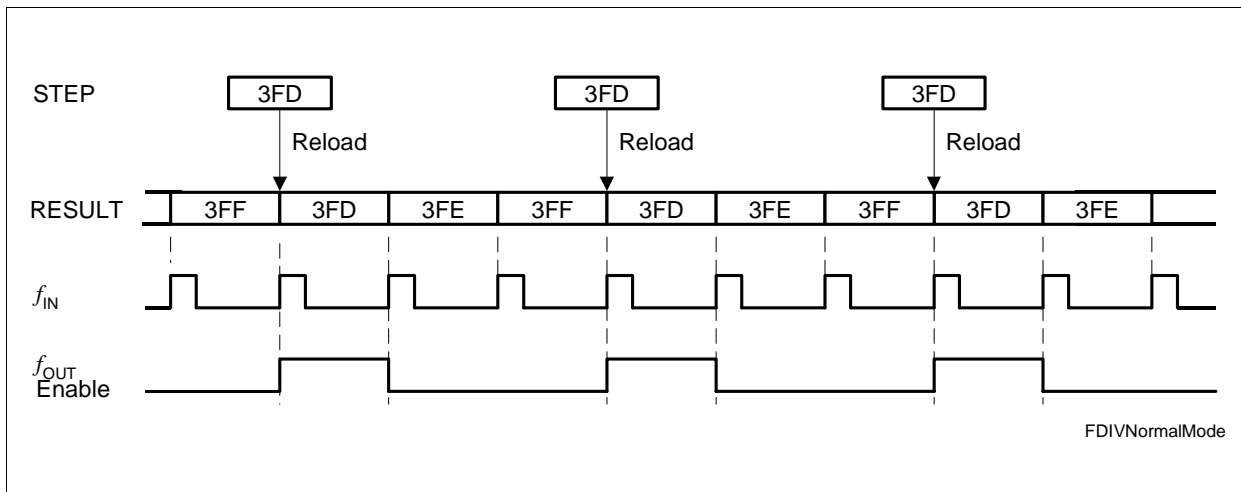 STEP 3FD 3FD 3FD
Reload Reload Reload
RESULT 3FF 3FD 3FE 3FF 3FD 3FE 3FF 3FD 3FE
fIN
fOUT
Enable
FDIVNormalMode